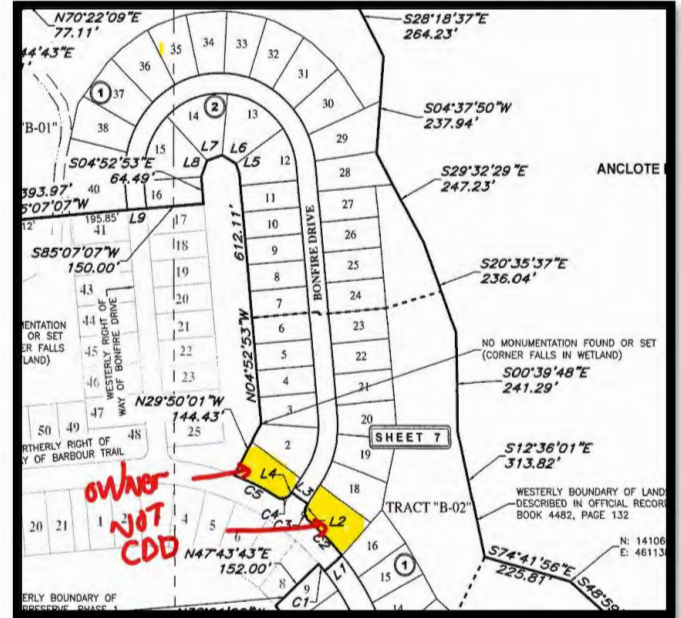 N70°22'09"E
77.11'
44'43"E
S28°18'37"E
264.23'
35
34
33
32
36
31
1
37
2
30
38
14
13
"B-01"
S04°37'50"W
237.94'
29
15
L7
L6
L8
L5
12
S04°52'53"E
64.49'
28
S29°32'29"E
247.23'
ANCLOTE
393.97'
5°07'07"W
40
16
11
27
12'
195.85'
L9
17
41
10
26
612.11'
BONFIRE DRIVE
S85°07'07"W
150.00'
18
9
25
19
8
S20°35'37"E
236.04'
43
20
7
24
MENTATION
OR SET
ER FALLS
LAND)
44
21
6
23
WESTERLY RIGHT OF
WAY OF BONFIRE DRIVE
45
22
5
22
NO MONUMENTATION FOUND OR SET
(CORNER FALLS IN WETLAND)
N04°52'53"W
46
23
4
21
S00°39'48"E
241.29'
N29°50'01"W
144.43'
47
3
50
49
48
25
20
RTHERLY RIGHT OF
Y OF BARBOUR TRAIL
2
SHEET 7
19
S12°36'01"E
313.82'
OWNER
NOT
CDD
L4
L3
18
C5
C4
C3
L2
TRACT "B-02"
WESTERLY BOUNDARY OF LAND
DESCRIBED IN OFFICIAL RECOR
BOOK 4482, PAGE 132
20
21
1
4
5
6
C2
16
N: 14106
E: 461138
N47°43'43"E
152.00'
L1
15
1
S74°41'56"E
225.81'
S48°59
8
9
C1
14
ERLY BOUNDARY OF
PRESERVE, PHASE 1